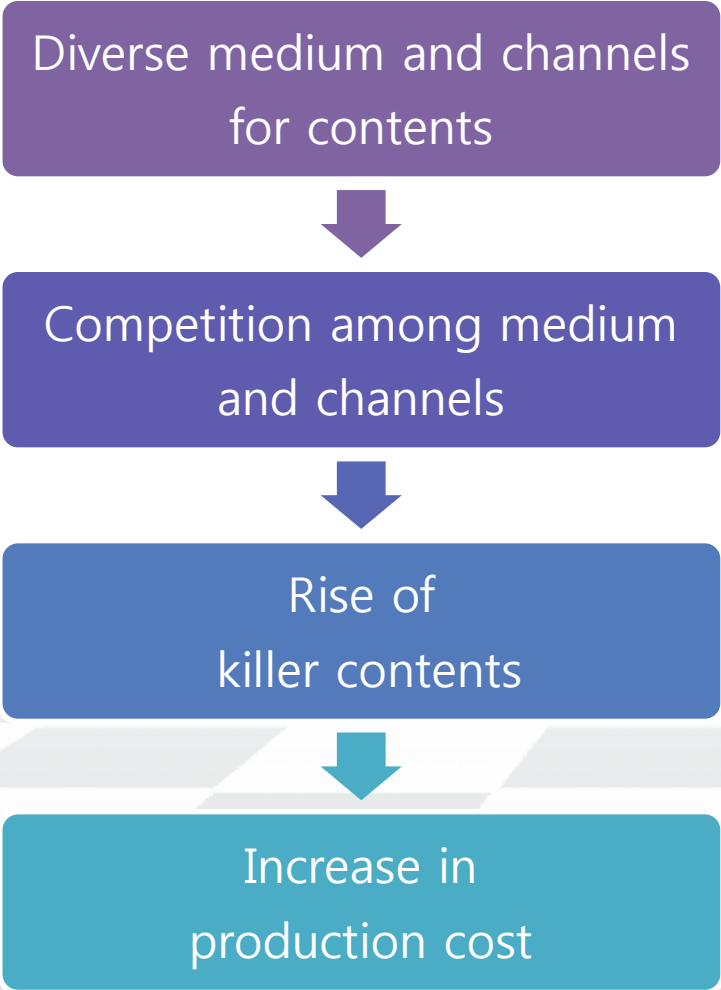 Diverse medium and channels
for contents
Competition among medium
and channels
Rise of
killer contents
Increase in
production cost